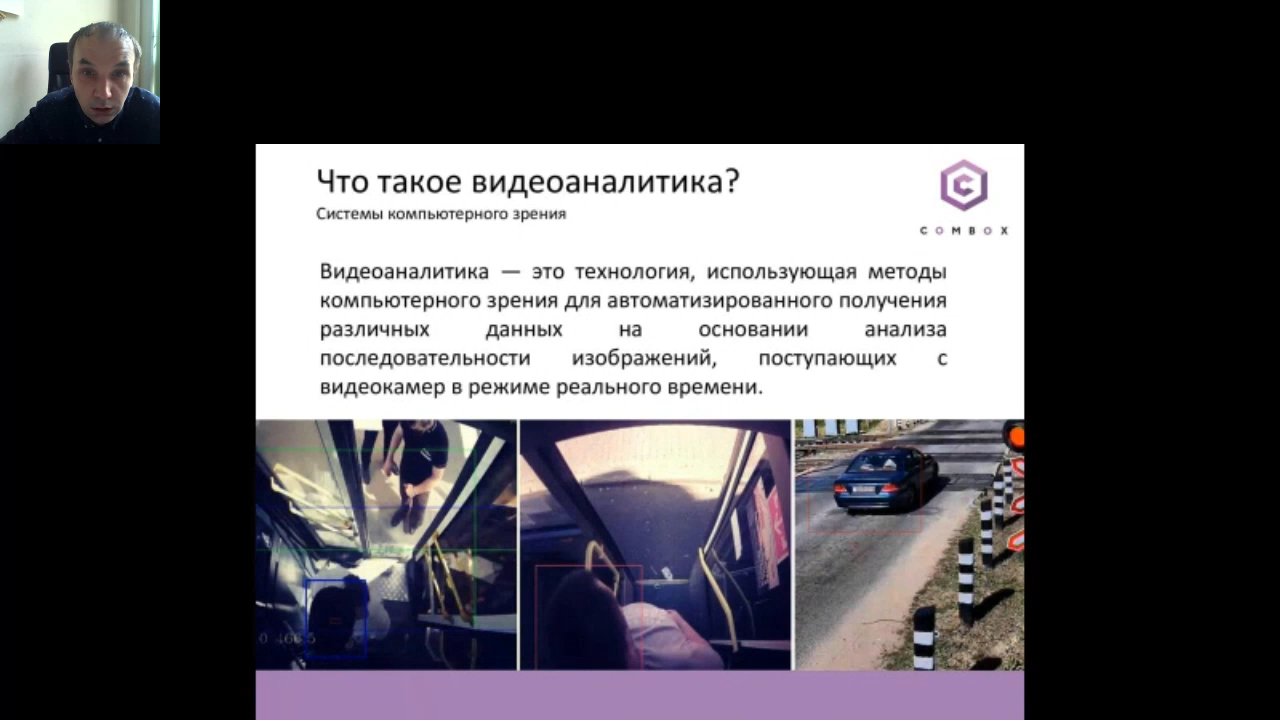 Что такое видеоаналитика?
Системы компьютерного зрения
COMBOX
Видеоаналитика — это технология, использующая методы
компьютерного зрения для автоматизированного получения
различных данных на основании анализа
последовательности изображений, поступающих с
видеокамер в режиме реального времени.